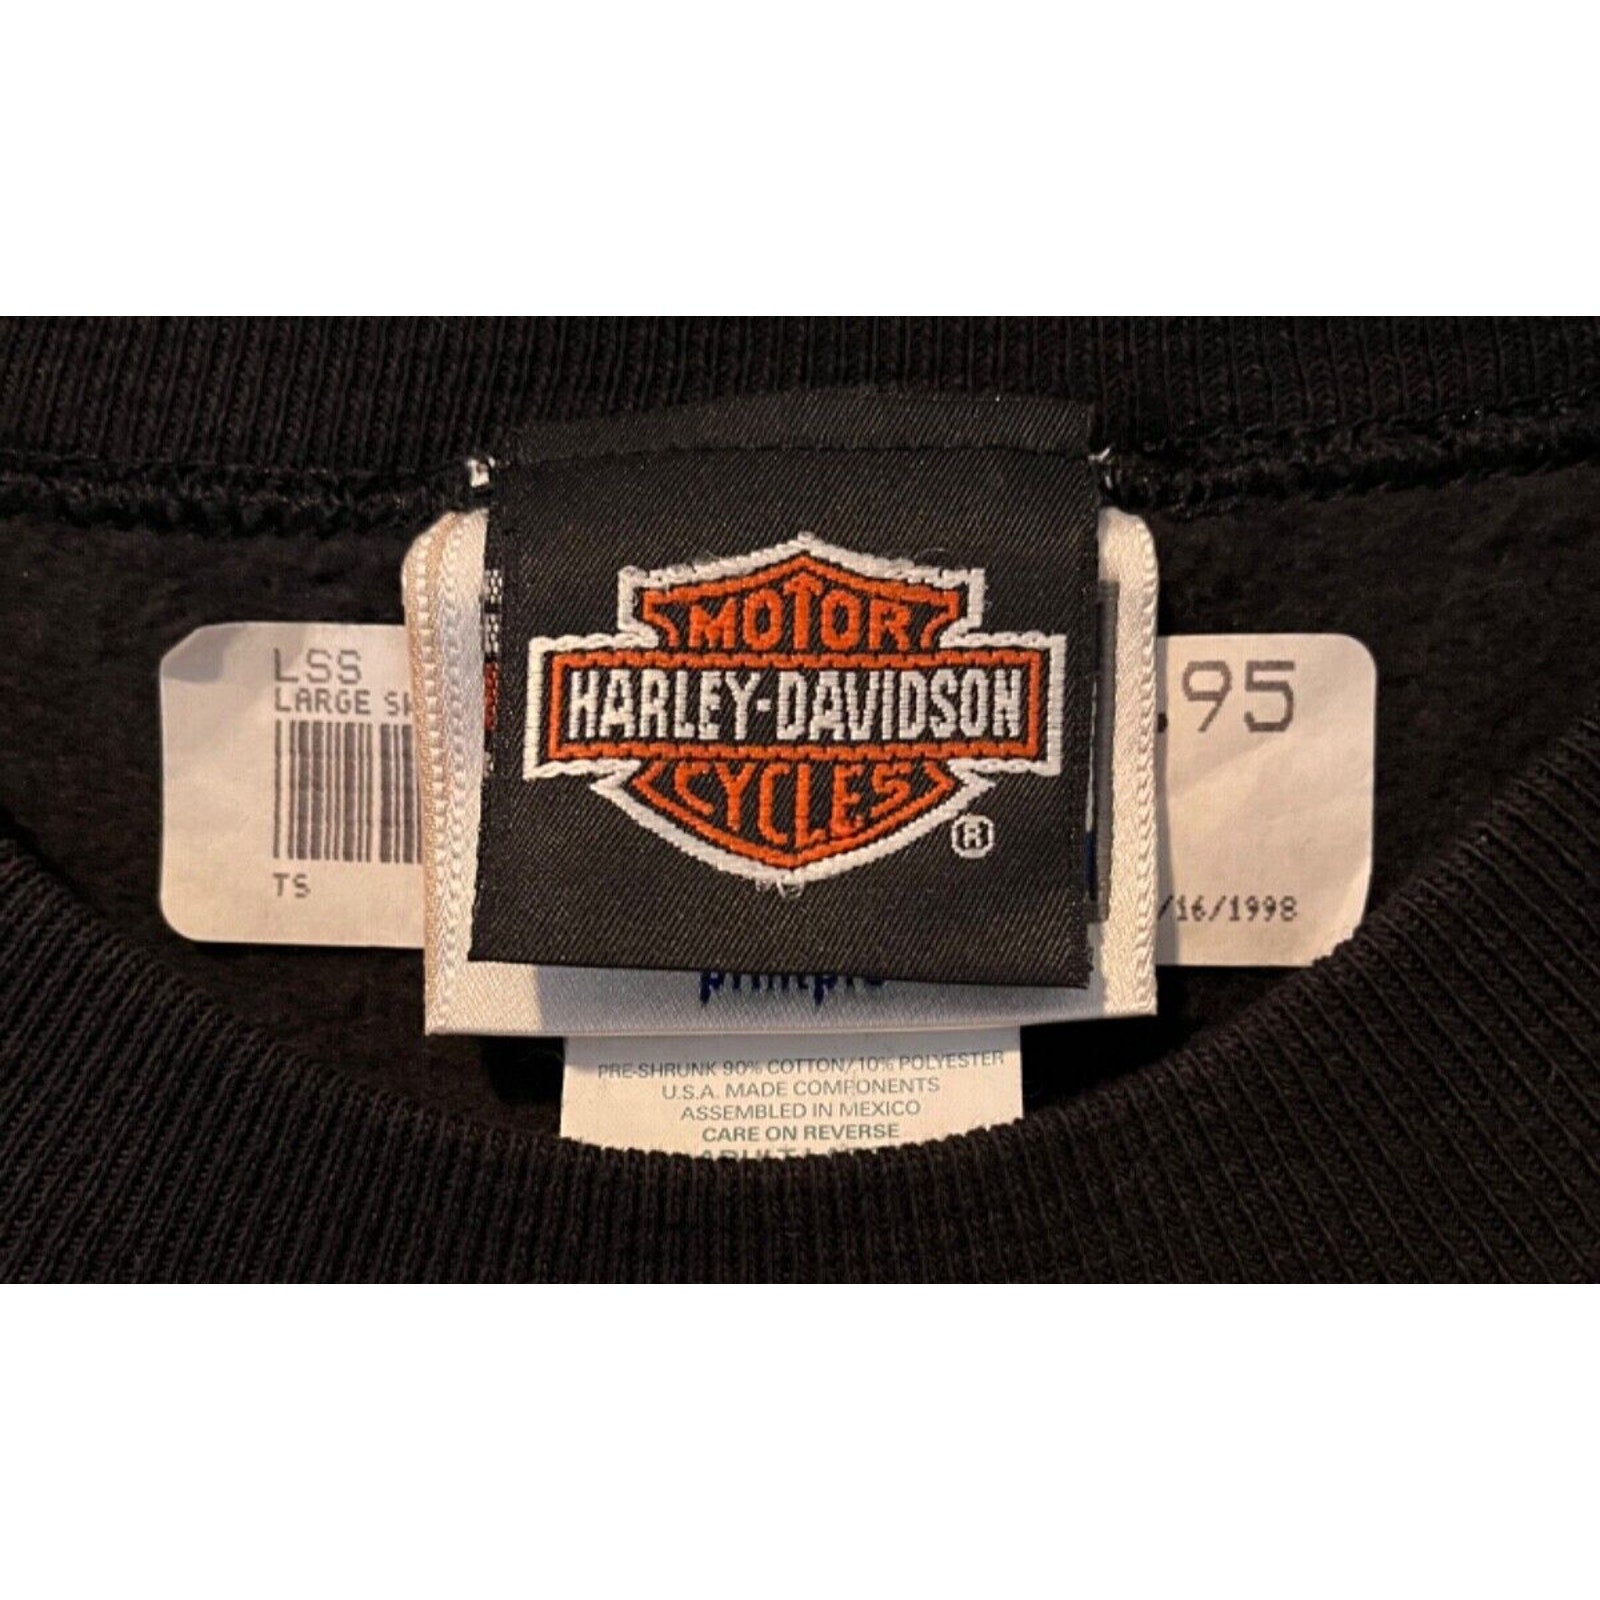 LSS
LARGE
TS
MOTOR
HARLEY-DAVIDSON
CYCLES
®
.95
/16/1998
PRE-SHRUNK 90% COTTON/10% POLYESTER
U.S.A. MADE COMPONENTS
ASSEMBLED IN MEXICO
CARE ON REVERSE